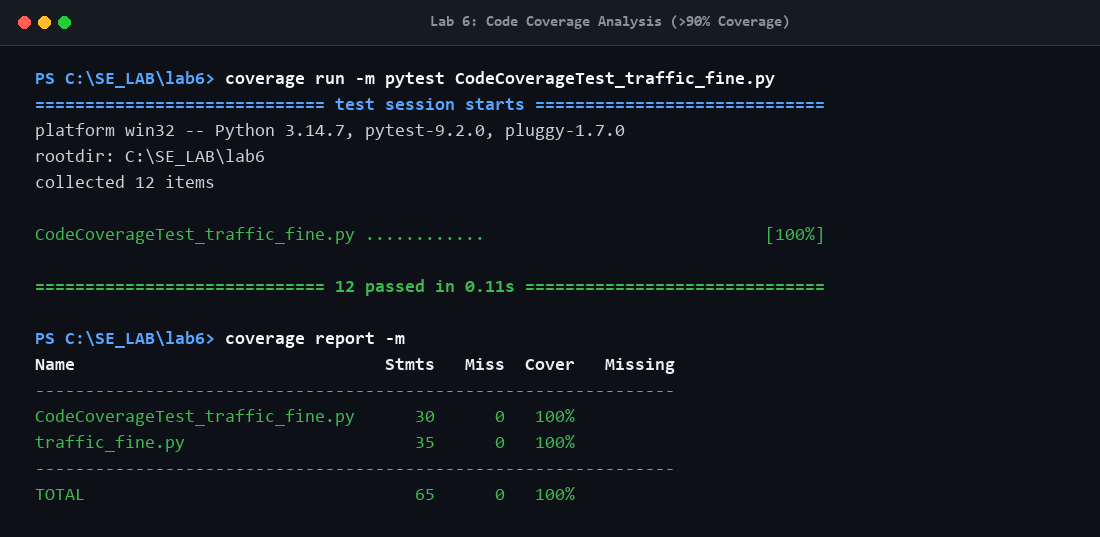 Lab 6: Code Coverage Analysis (>90% Coverage)
PS C:\SE_LAB\lab6> coverage run -m pytest CodeCoverageTest_traffic_fine.py
============================= test session starts =============================
platform win32 -- Python 3.14.7, pytest-9.2.0, pluggy-1.7.0
rootdir: C:\SE_LAB\lab6
collected 12 items
CodeCoverageTest_traffic_fine.py ............                            [100%]
============================= 12 passed in 0.11s ==============================
PS C:\SE_LAB\lab6> coverage report -m
Name                               Stmts   Miss  Cover   Missing
----------------------------------------------------------------
CodeCoverageTest_traffic_fine.py      30      0   100%
traffic_fine.py                       35      0   100%
----------------------------------------------------------------
TOTAL                                 65      0   100%